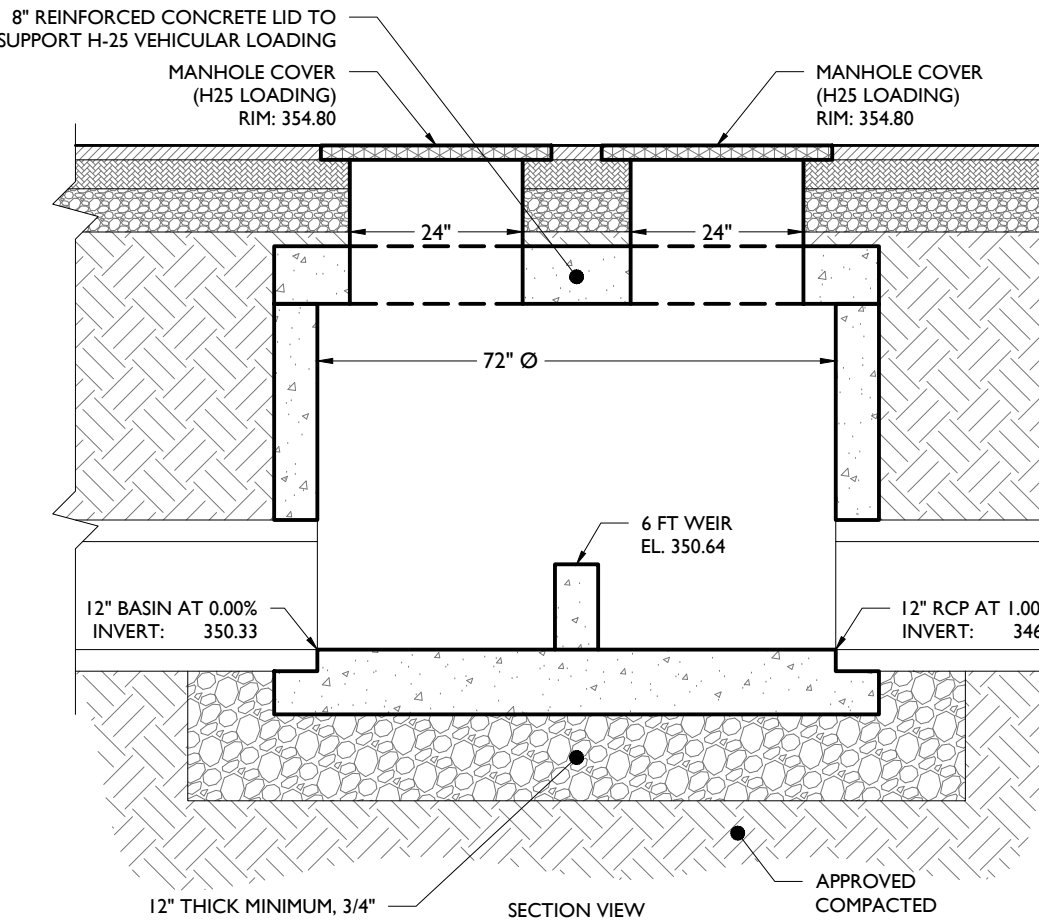 8" REINFORCED CONCRETE LID TO
SUPPORT H-25 VEHICULAR LOADING
MANHOLE COVER
(H25 LOADING)
RIM: 354.80
MANHOLE COVER
(H25 LOADING)
RIM: 354.80
24"
24"
72" Ø
6 FT WEIR
EL. 350.64
12" BASIN AT 0.00%
INVERT: 350.33
12" RCP AT 1.00
INVERT: 346
12" THICK MINIMUM, 3/4"
SECTION VIEW
APPROVED
COMPACTED